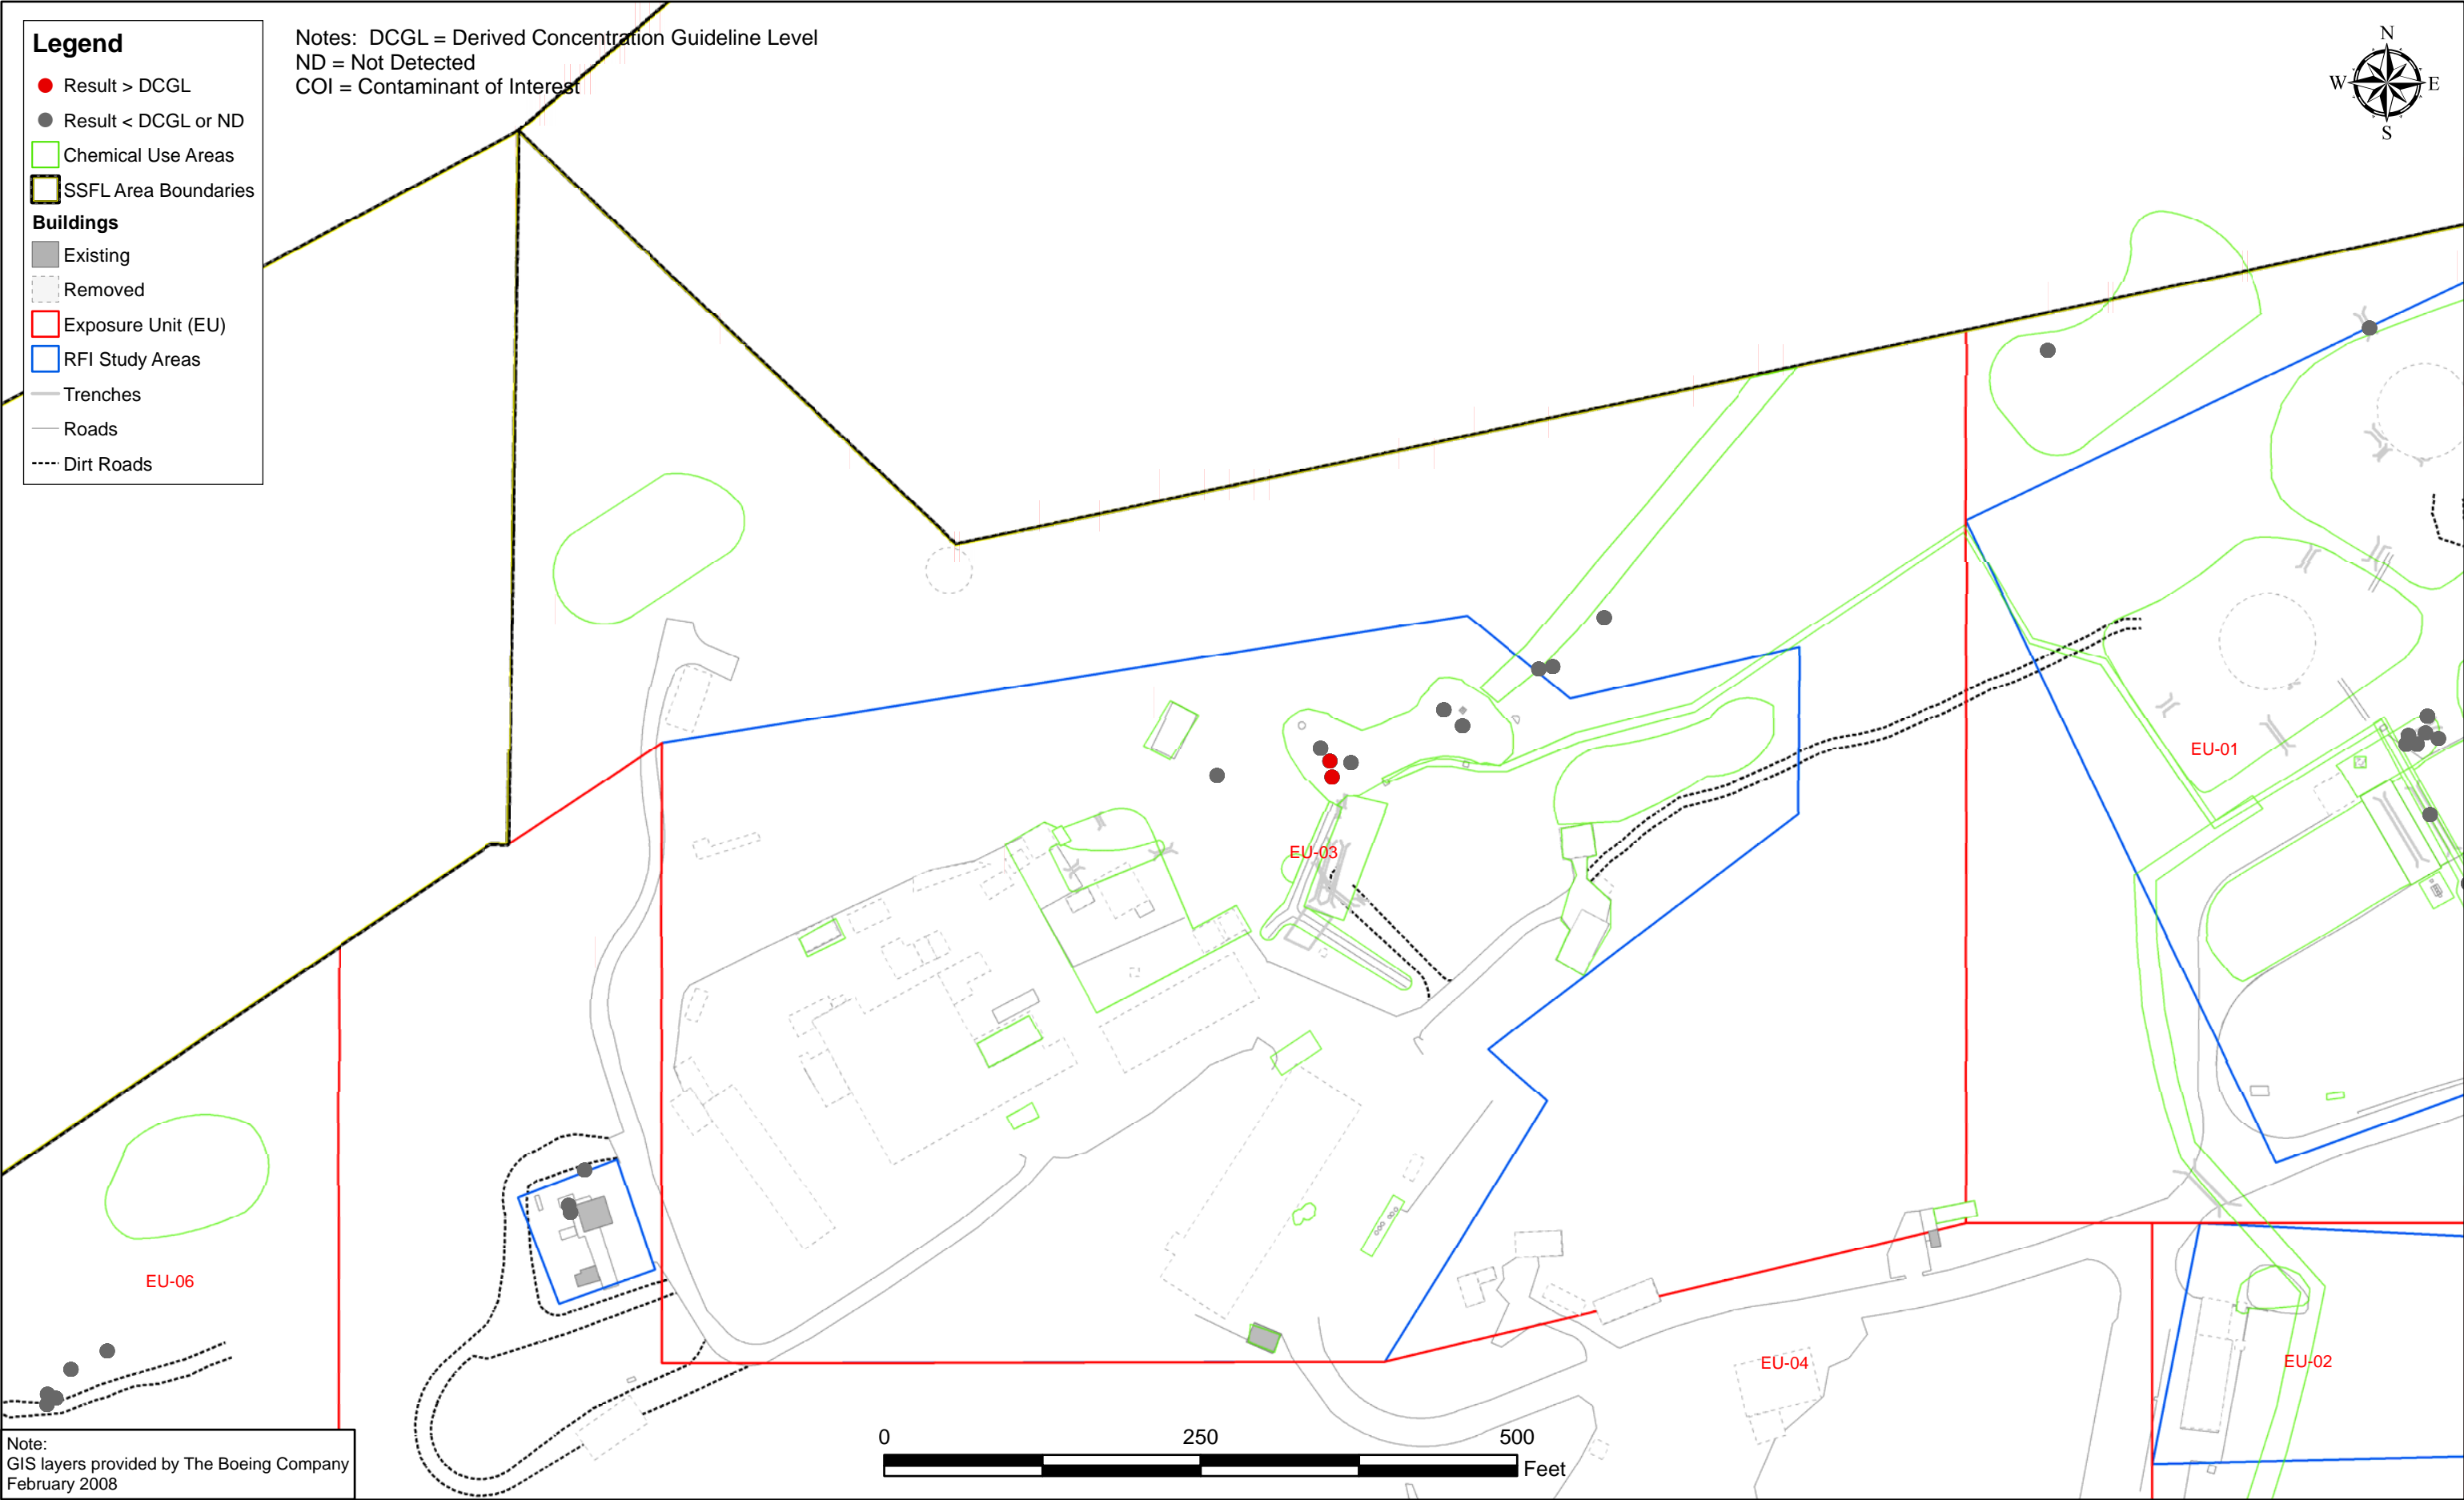 Legend
Result > DCGL
Result < DCGL or ND
Chemical Use Areas
SSFL Area Boundaries
Buildings
Existing
Removed
Exposure Unit (EU)
RFI Study Areas
Trenches
Roads
Dirt Roads
Notes: DCGL = Derived Concentration Guideline Level
ND = Not Detected
COI = Contaminant of Interest
N
W E
S
EU-01
EU-03
EU-06
EU-04
EU-02
0 250 500
Feet
Note:
GIS layers provided by The Boeing Company
February 2008